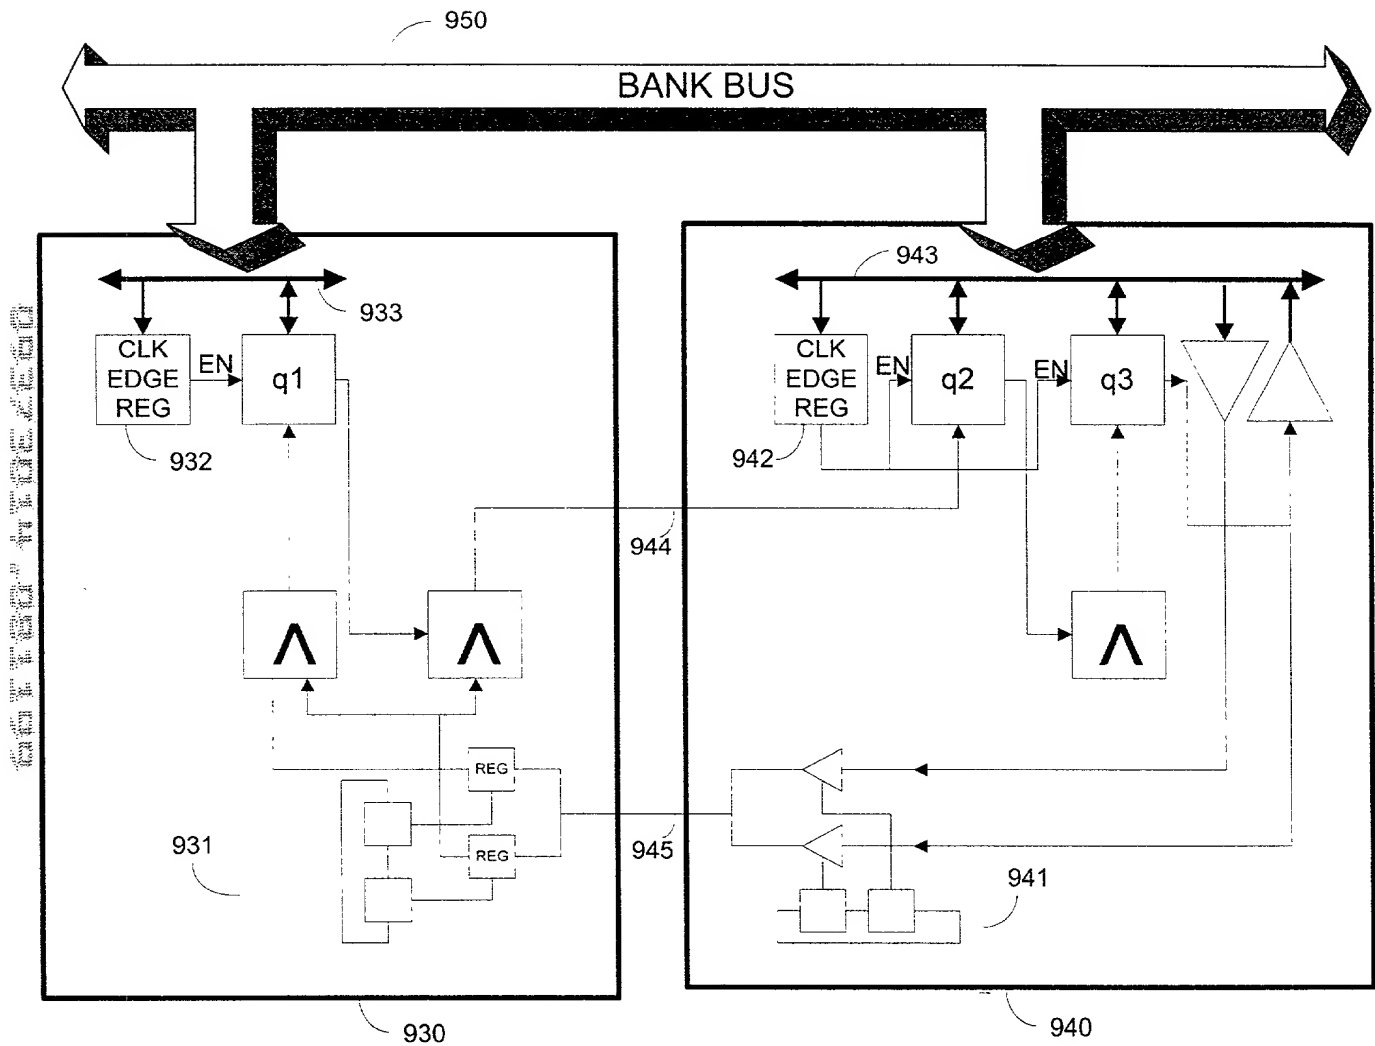 950
BANK BUS
943
933
CLK
EDGE
REG
EN
q1
CLK
EDGE
REG
EN
q2
EN
q3
932
942
944
Λ
Λ
Λ
REG
REG
945
931
941
930
940